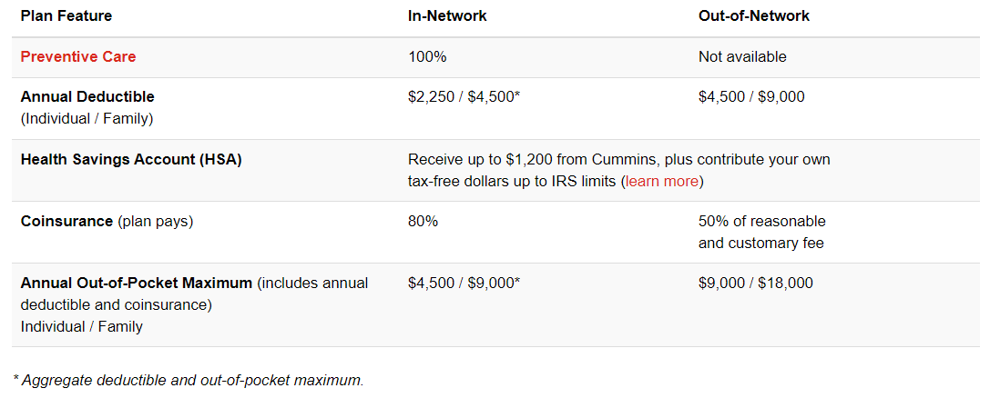 Plan Feature In-Network Out-of-Network
Preventive Care 100% Not available
Annual Deductible $2,250 / $4,500* $4,500 / $9,000
(Individual / Family)
Health Savings Account (HSA) Receive up to $1,200 from Cummins, plus contribute your own
tax-free dollars up to IRS limits (learn more)
Coinsurance (plan pays) 80% 50% of reasonable
and customary fee
Annual Out-of-Pocket Maximum (includes annual $4,500 / $9,000* $9,000 / $18,000
deductible and coinsurance)
Individual / Family
* Aggregate deductible and out-of-pocket maximum.